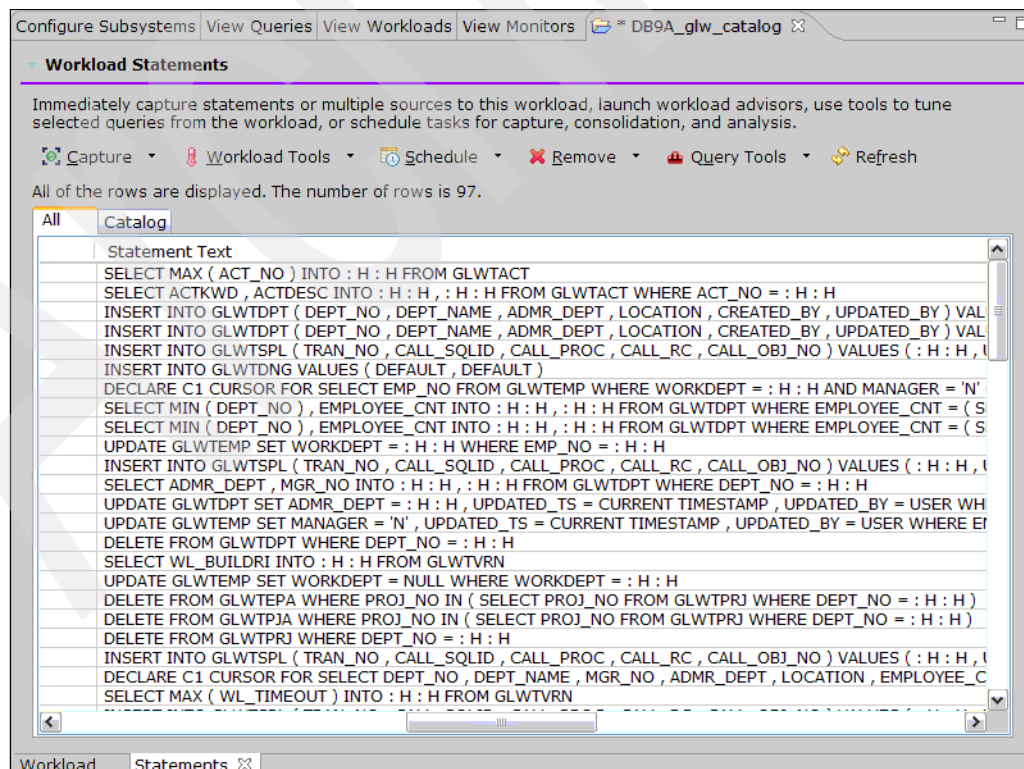 Configure Subsystems View Queries View Workloads View Monitors * DB9A_glw_catalog
Workload Statements
Immediately capture statements or multiple sources to this workload, launch workload advisors, use tools to tune
selected queries from the workload, or schedule tasks for capture, consolidation, and analysis.
Capture Workload Tools Schedule Remove Query Tools Refresh
All of the rows are displayed. The number of rows is 97.
All Catalog
Statement Text
SELECT MAX ( ACT_NO ) INTO : H : H FROM GLWTACT
SELECT ACTKWD , ACTDESC INTO : H : H , : H : H FROM GLWTACT WHERE ACT_NO = : H : H
INSERT INTO GLWTDPT ( DEPT_NO , DEPT_NAME , ADMR_DEPT , LOCATION , CREATED_BY , UPDATED_BY ) VAL
INSERT INTO GLWTDPT ( DEPT_NO , DEPT_NAME , ADMR_DEPT , LOCATION , CREATED_BY , UPDATED_BY ) VAL
INSERT INTO GLWTSPL ( TRAN_NO , CALL_SQLID , CALL_PROC , CALL_RC , CALL_OBJ_NO ) VALUES ( : H : H ,
INSERT INTO GLWTDNG VALUES ( DEFAULT , DEFAULT )
DECLARE C1 CURSOR FOR SELECT EMP_NO FROM GLWTEMP WHERE WORKDEPT = : H : H AND MANAGER = 'N'
SELECT MIN ( DEPT_NO ) , EMPLOYEE_CNT INTO : H : H , : H : H FROM GLWTDPT WHERE EMPLOYEE_CNT = ( S
SELECT MIN ( DEPT_NO ) , EMPLOYEE_CNT INTO : H : H , : H : H FROM GLWTDPT WHERE EMPLOYEE_CNT = ( S
UPDATE GLWTEMP SET WORKDEPT = : H : H WHERE EMP_NO = : H : H
INSERT INTO GLWTSPL ( TRAN_NO , CALL_SQLID , CALL_PROC , CALL_RC , CALL_OBJ_NO ) VALUES ( : H : H ,
SELECT ADMR_DEPT , MGR_NO INTO : H : H , : H : H FROM GLWTDPT WHERE DEPT_NO = : H : H
UPDATE GLWTDPT SET ADMR_DEPT = : H : H , UPDATED_TS = CURRENT TIMESTAMP , UPDATED_BY = USER WH
UPDATE GLWTEMP SET MANAGER = 'N' , UPDATED_TS = CURRENT TIMESTAMP , UPDATED_BY = USER WHERE E
DELETE FROM GLWTDPT WHERE DEPT_NO = : H : H
SELECT WL_BUILDRI INTO : H : H FROM GLWTVRN
UPDATE GLWTEMP SET WORKDEPT = NULL WHERE WORKDEPT = : H : H
DELETE FROM GLWTEPA WHERE PROJ_NO IN ( SELECT PROJ_NO FROM GLWTPRJ WHERE DEPT_NO = : H : H )
DELETE FROM GLWTPJA WHERE PROJ_NO IN ( SELECT PROJ_NO FROM GLWTPRJ WHERE DEPT_NO = : H : H )
DELETE FROM GLWTPRJ WHERE DEPT_NO = : H : H
INSERT INTO GLWTSPL ( TRAN_NO , CALL_SQLID , CALL_PROC , CALL_RC , CALL_OBJ_NO ) VALUES ( : H : H ,
DECLARE C1 CURSOR FOR SELECT DEPT_NO , DEPT_NAME , MGR_NO , ADMR_DEPT , LOCATION , EMPLOYEE_C
SELECT MAX ( WL_TIMEOUT ) INTO : H : H FROM GLWTVRN
Workload Statements